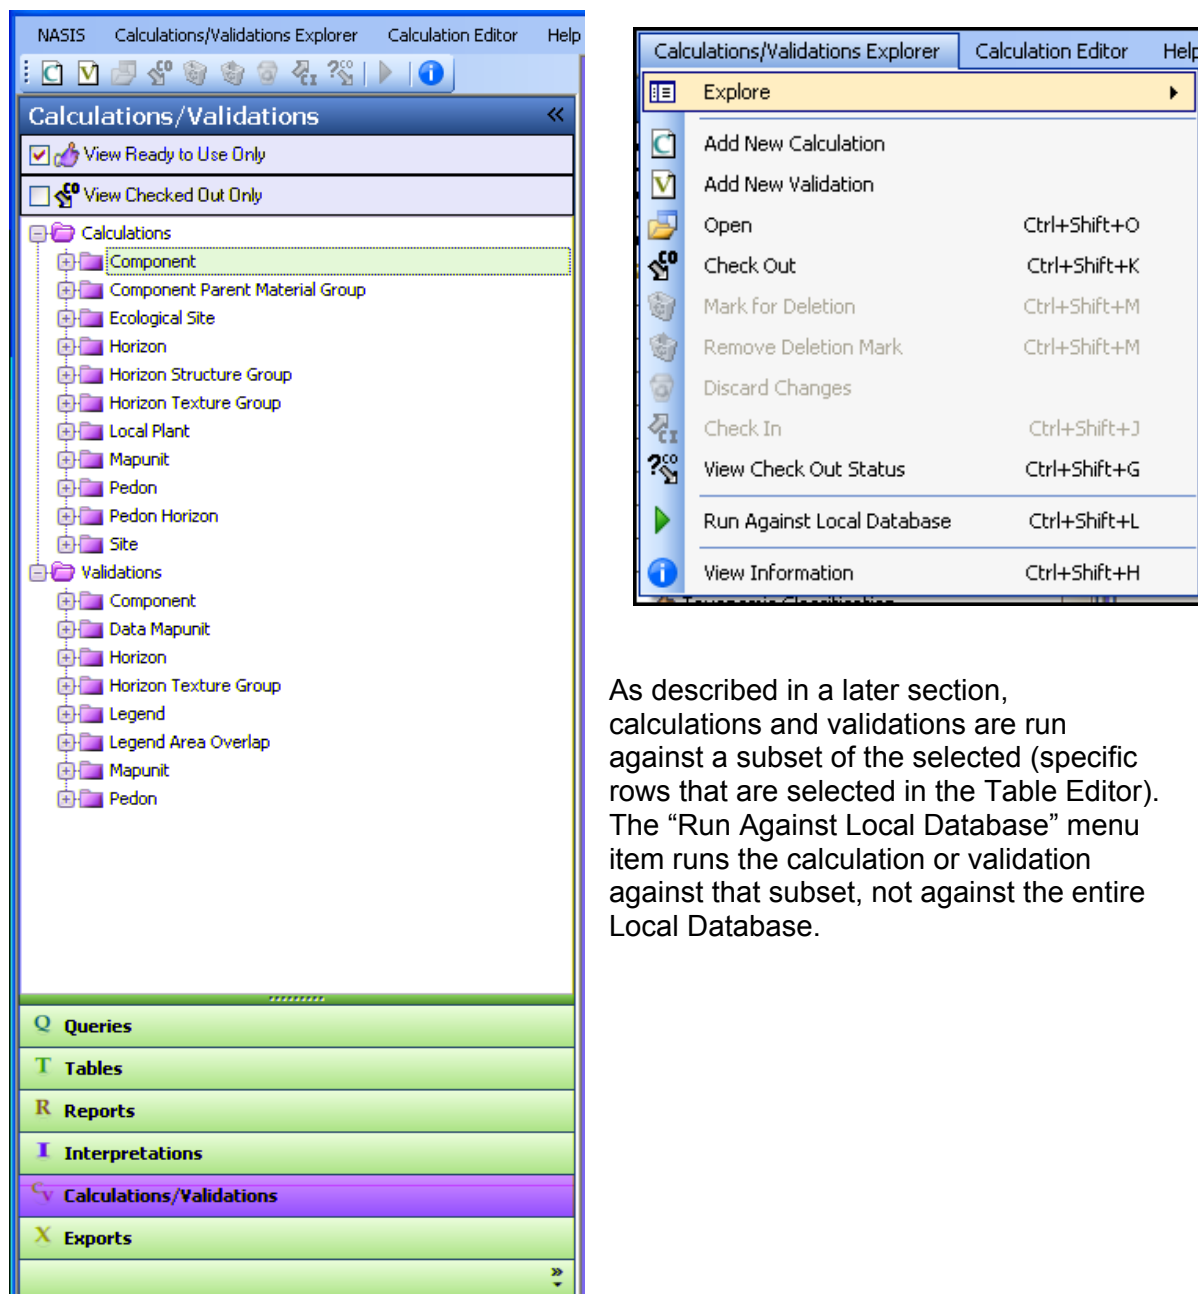 NASIS Calculations/Validations Explorer Calculation Editor Help
Calculations/Validations
View Ready to Use Only
View Checked Out Only
Calculations
Component
Component Parent Material Group
Ecological Site
Horizon
Horizon Structure Group
Horizon Texture Group
Local Plant
Mapunit
Pedon
Pedon Horizon
Site
Validations
Component
Data Mapunit
Horizon
Horizon Texture Group
Legend
Legend Area Overlap
Mapunit
Pedon
Q Queries
T Tables
R Reports
I Interpretations
CV Calculations/Validations
X Exports
Calculations/Validations Explorer Calculation Editor Help
Explore
Add New Calculation
Add New Validation
Open Ctrl+Shift+O
Check Out Ctrl+Shift+K
Mark for Deletion Ctrl+Shift+M
Remove Deletion Mark Ctrl+Shift+M
Discard Changes
Check In Ctrl+Shift+J
View Check Out Status Ctrl+Shift+G
Run Against Local Database Ctrl+Shift+L
View Information Ctrl+Shift+H
As described in a later section,
calculations and validations are run
against a subset of the selected (specific
rows that are selected in the Table Editor).
The “Run Against Local Database” menu
item runs the calculation or validation
against that subset, not against the entire
Local Database.